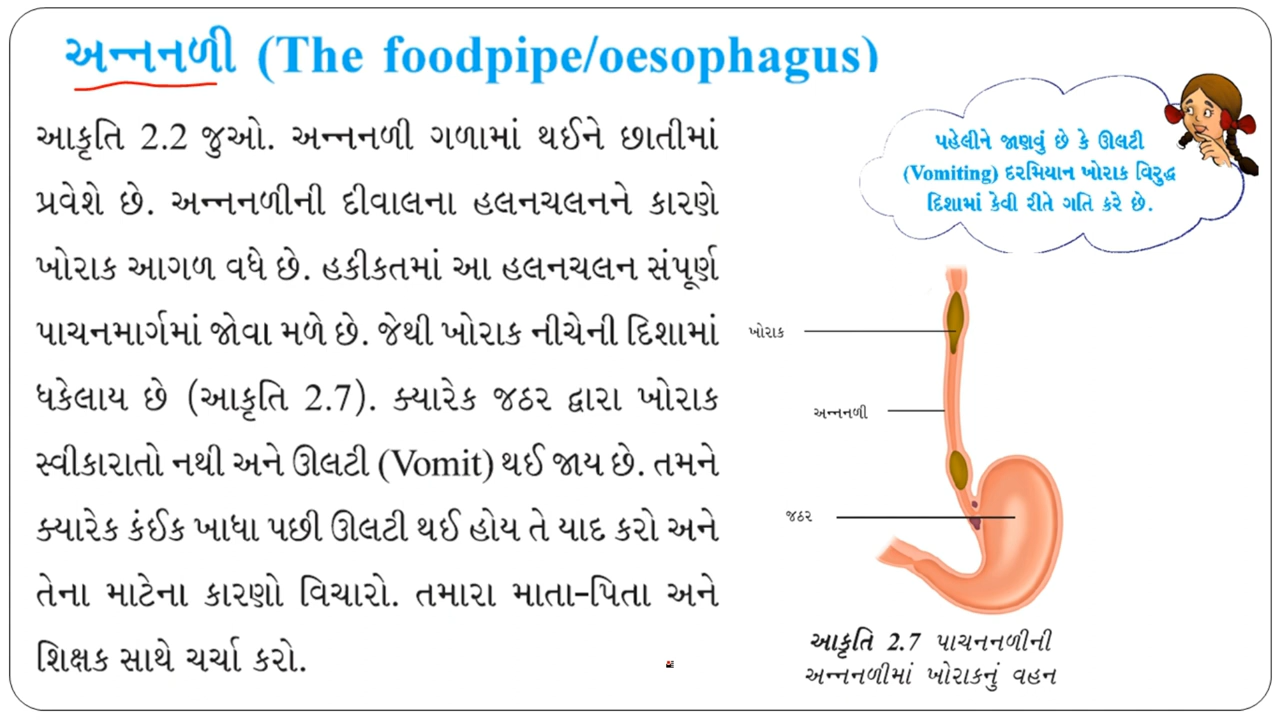 અન્નનળી (The foodpipe/oesophagus)
આકૃતિ 2.2 જુઓ. અન્નનળી ગળામાં થઈને છાતીમાં
પ્રવેશે છે. અન્નનળીની દીવાલના હલનચલનને કારણે
ખોરાક આગળ વધે છે. હકીકતમાં આ હલનચલન સંપૂર્ણ
પાચનમાર્ગમાં જોવા મળે છે. જેથી ખોરાક નીચેની દિશામાં
ધકેલાય છે (આકૃતિ 2.7). ક્યારેક જઠર દ્વારા ખોરાક
સ્વીકારાતો નથી અને ઊલટી (Vomit) થઈ જાય છે. તમને
ક્યારેક કંઈક ખાધા પછી ઊલટી થઈ હોય તે યાદ કરો અને
તેના માટેના કારણો વિચારો. તમારા માતા-પિતા અને
શિક્ષક સાથે ચર્ચા કરો.
પહેલીને જાણવું છે કે ઊલટી
(Vomiting) દરમિયાન ખોરાક વિરુદ્ધ
દિશામાં કેવી રીતે ગતિ કરે છે.
ખોરાક
અન્નનળી
જઠર
આકૃતિ 2.7 પાચનનળીની
અન્નનળીમાં ખોરાકનું વહન